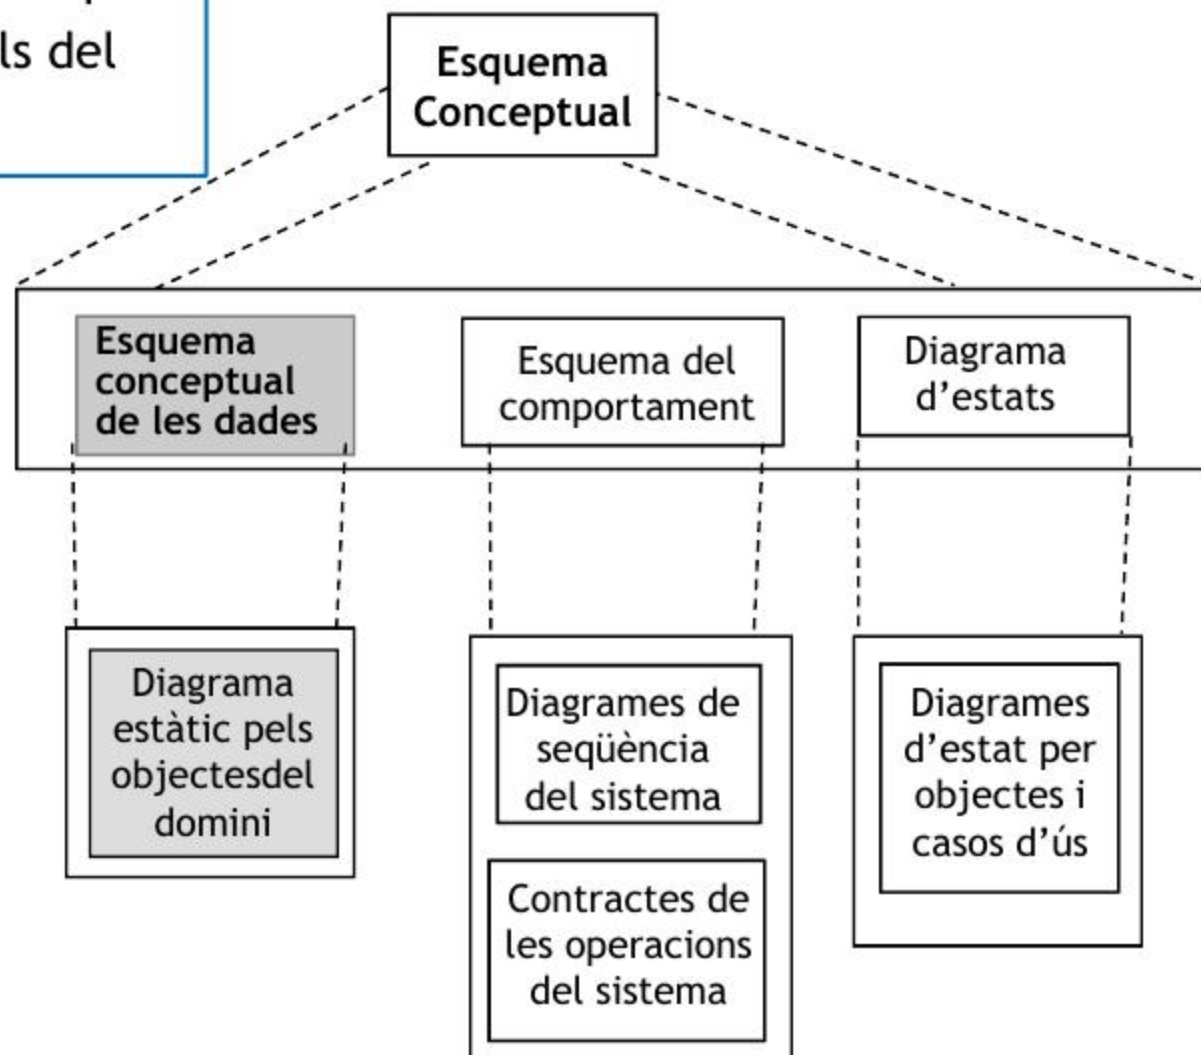 ls del
Esquema
Conceptual
Esquema
conceptual
de les dades
Esquema del
comportament
Diagrama
d’estats
Diagrama
estàtic pels
objectesdel
domini
Diagrames de
seqüència
del sistema
Contractes de
les operacions
del sistema
Diagrames
d’estat per
objectes i
casos d’ús